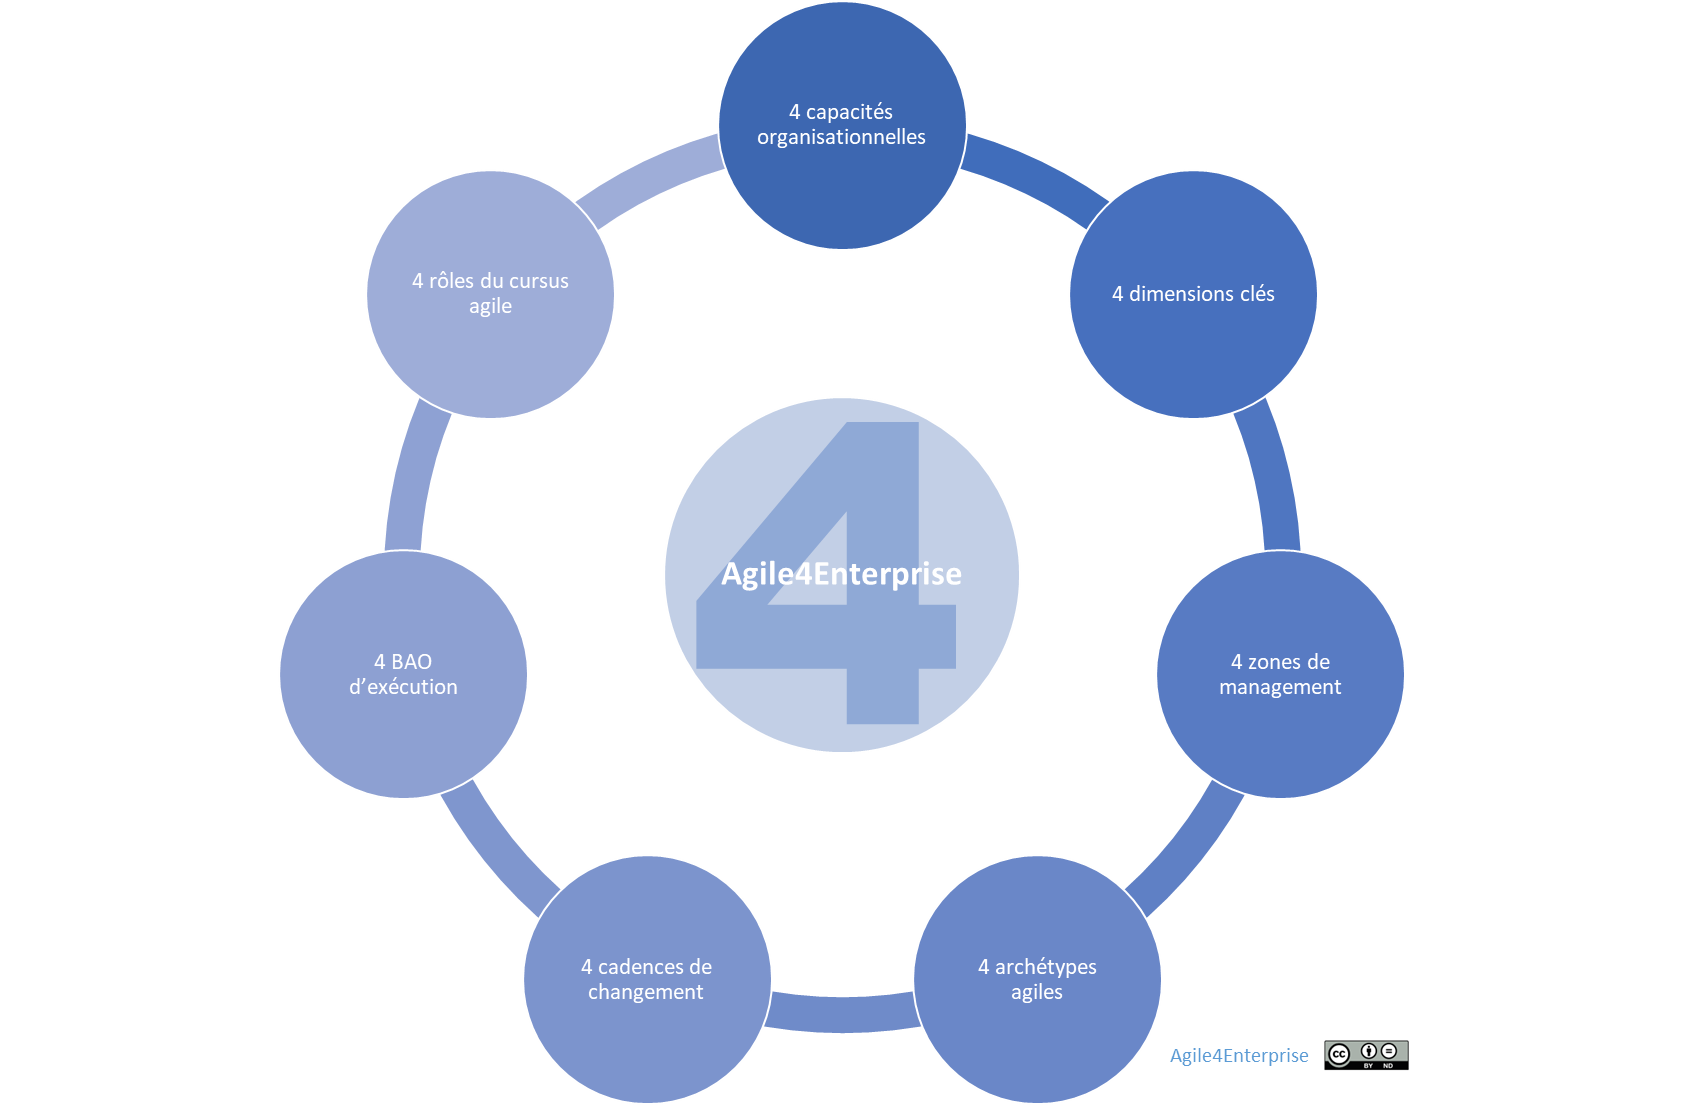 4 capacités
organisationnelles
4 dimensions clés
4 zones de
management
4 archétypes
agiles
4 cadences de
changement
4 BAO
d’exécution
4 rôles du cursus
agile
4
Agile4Enterprise
Agile4Enterprise
cc
BY ND